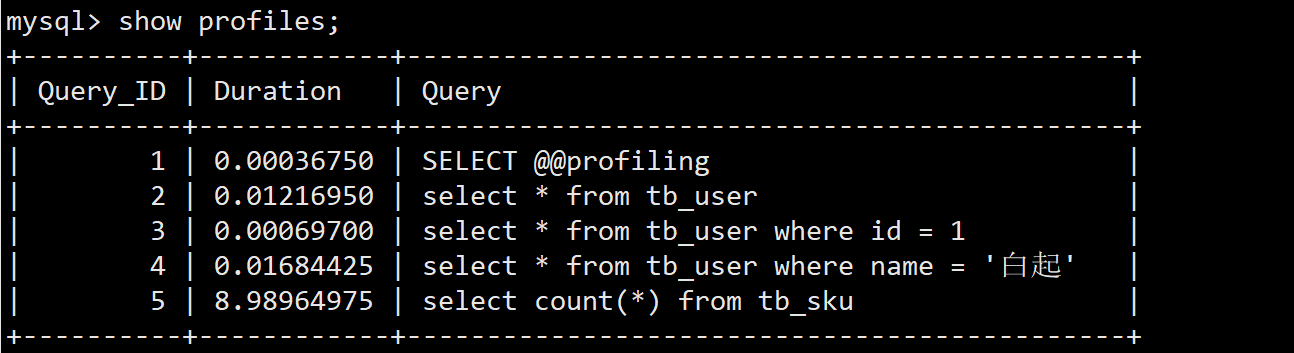 mysql> show profiles;
+----------+------------+---------------------------------------------+
| Query_ID | Duration   | Query                                       |
+----------+------------+---------------------------------------------+
|        1 | 0.00036750 | SELECT @@profiling                          |
|        2 | 0.01216950 | select * from tb_user                       |
|        3 | 0.00069700 | select * from tb_user where id = 1          |
|        4 | 0.01684425 | select * from tb_user where name = '白起'   |
|        5 | 8.98964975 | select count(*) from tb_sku                 |
+----------+------------+---------------------------------------------+